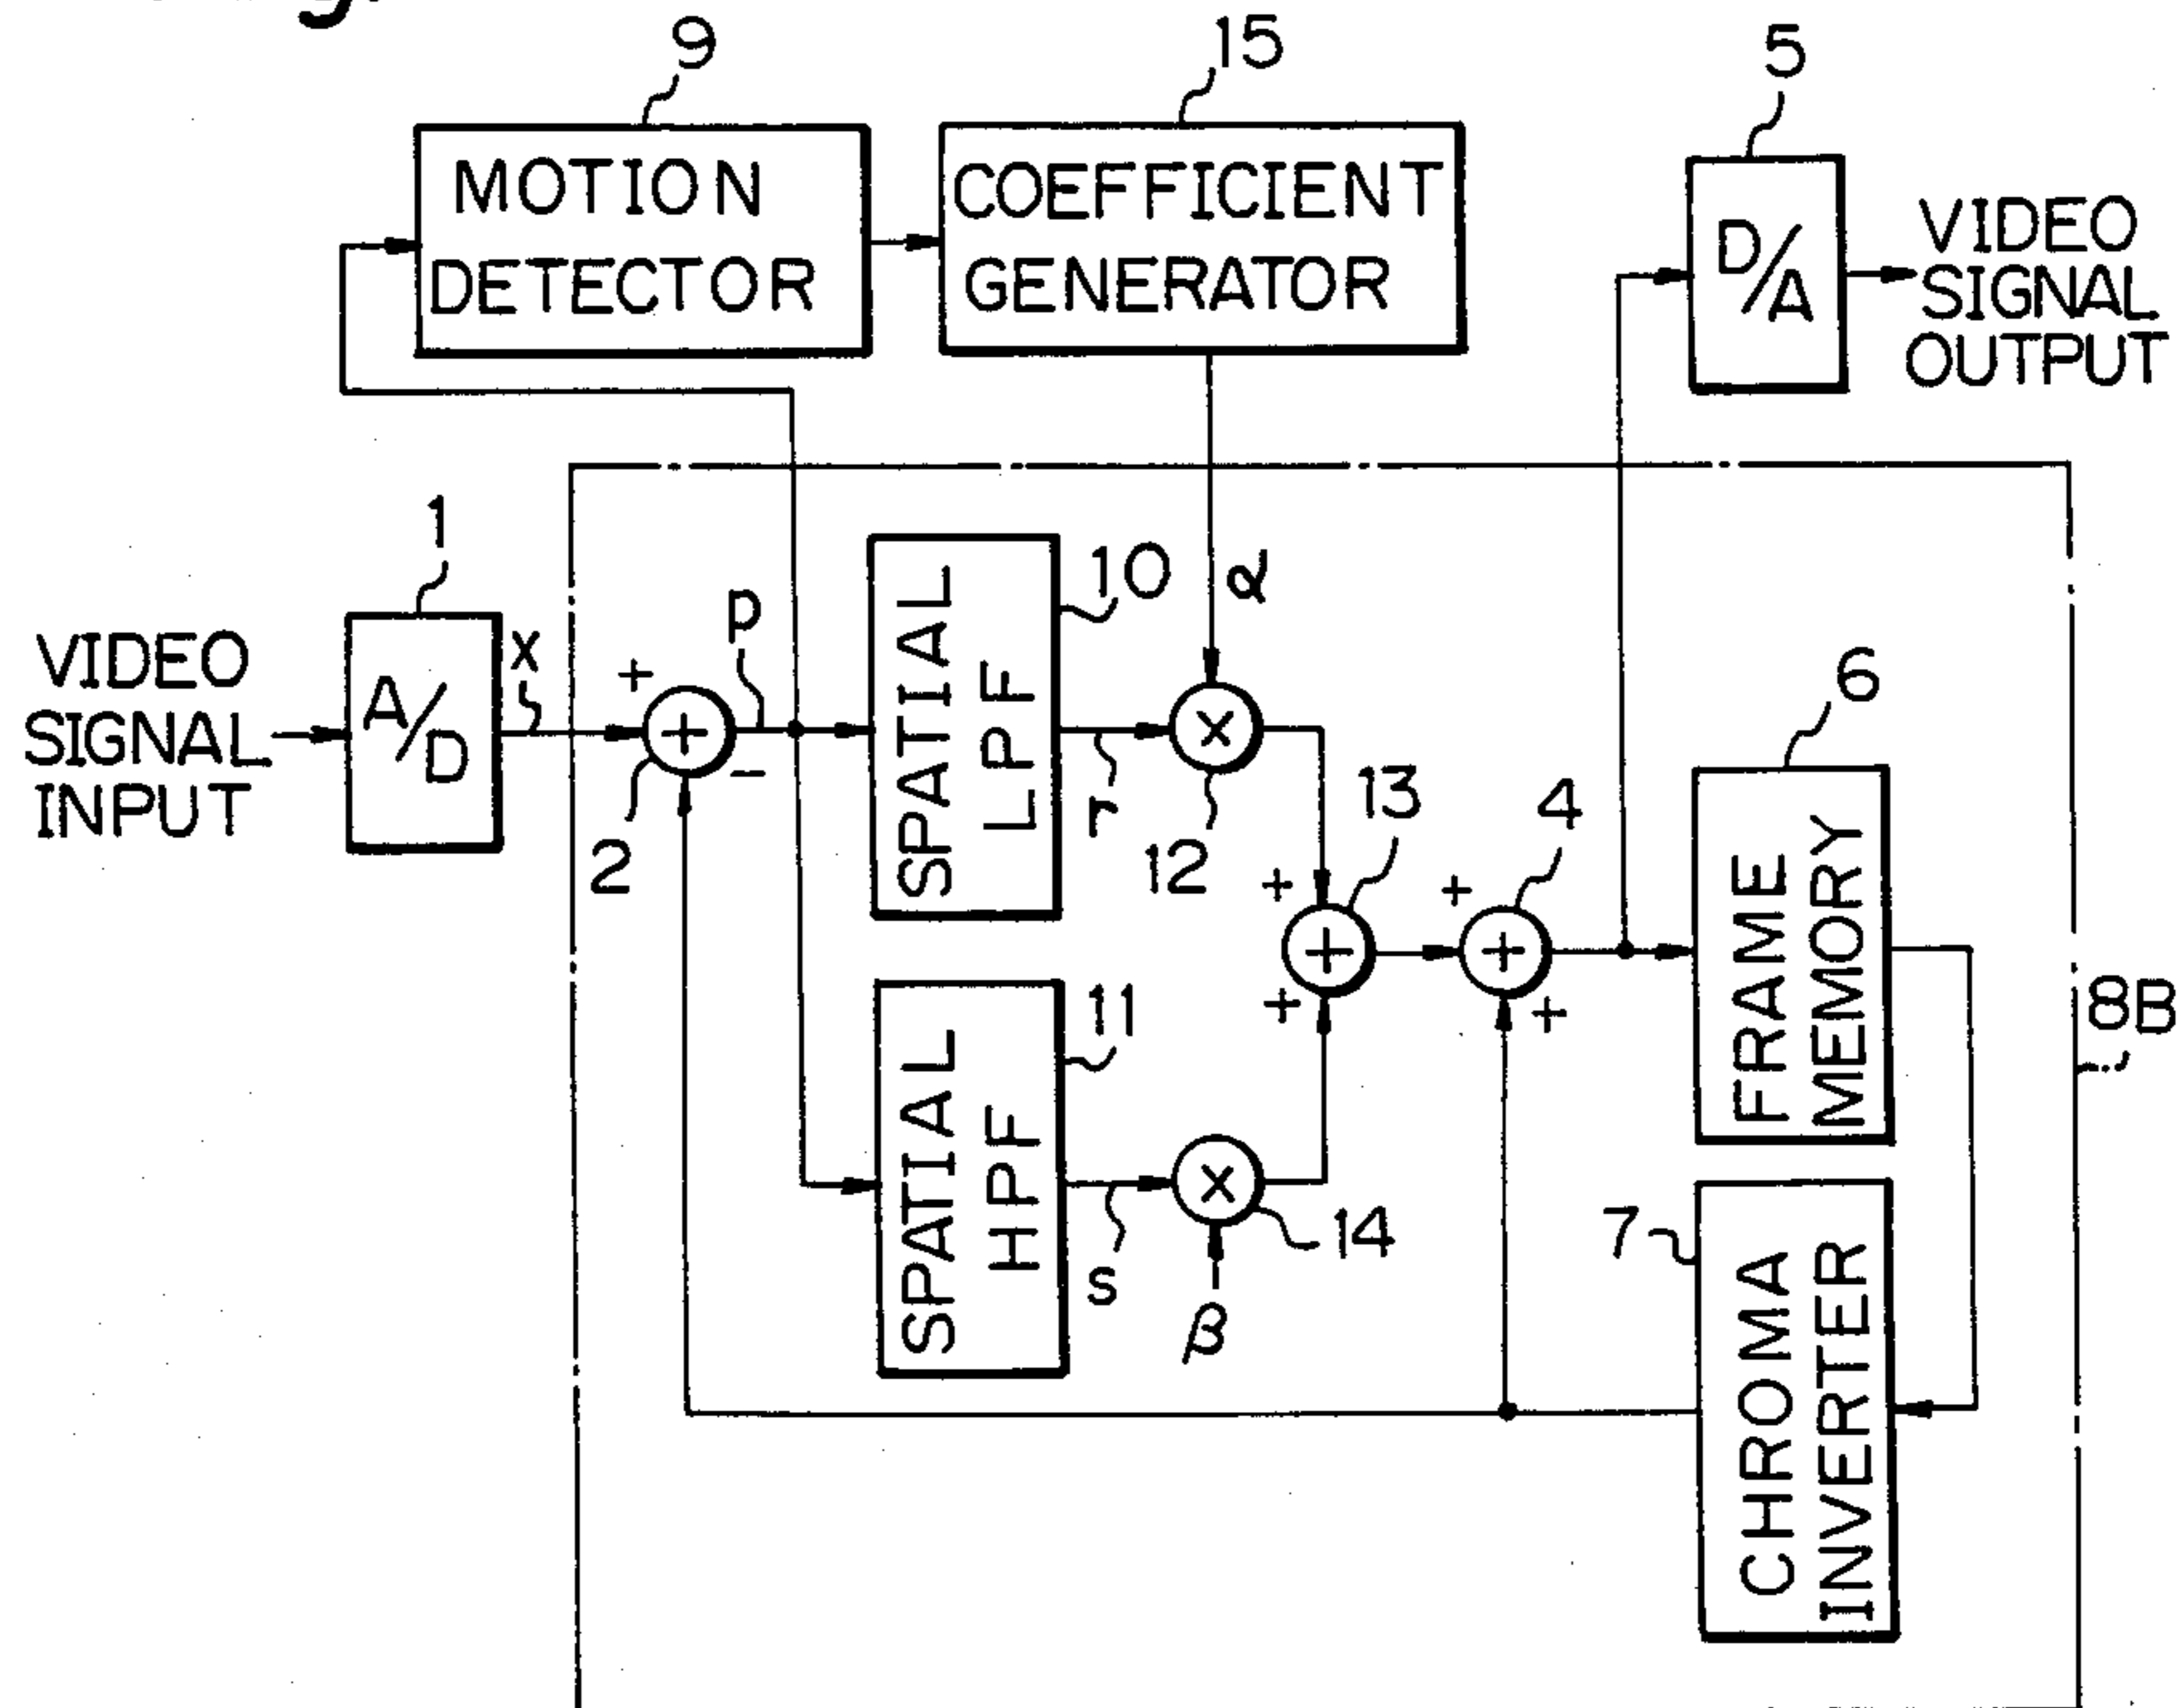 9
15
5
MOTION
DETECTOR
COEFFICIENT
GENERATOR
D/A
VIDEO
SIGNAL
OUTPUT
1
VIDEO
SIGNAL
INPUT
A/D
X
+
+
−
2
p
SPATIAL
LPF
10
r
α
×
12
SPATIAL
HPF
11
s
×
14
β
13
+
+
+
4
+
+
+
6
FRAME
MEMORY
8B
7
CHROMA
INVERTER